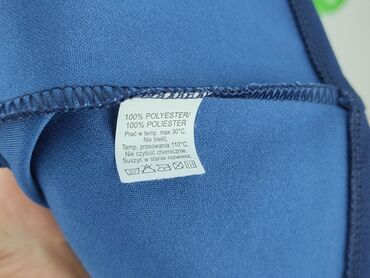 100% POLYESTER/
100% POLIESTER
Prać w temp. max 30°C.
Nie bielić.
Temp. prasowania 110°C.
Nie czyścić chemicznie.
Suszyć w stanie rozwieszonym.